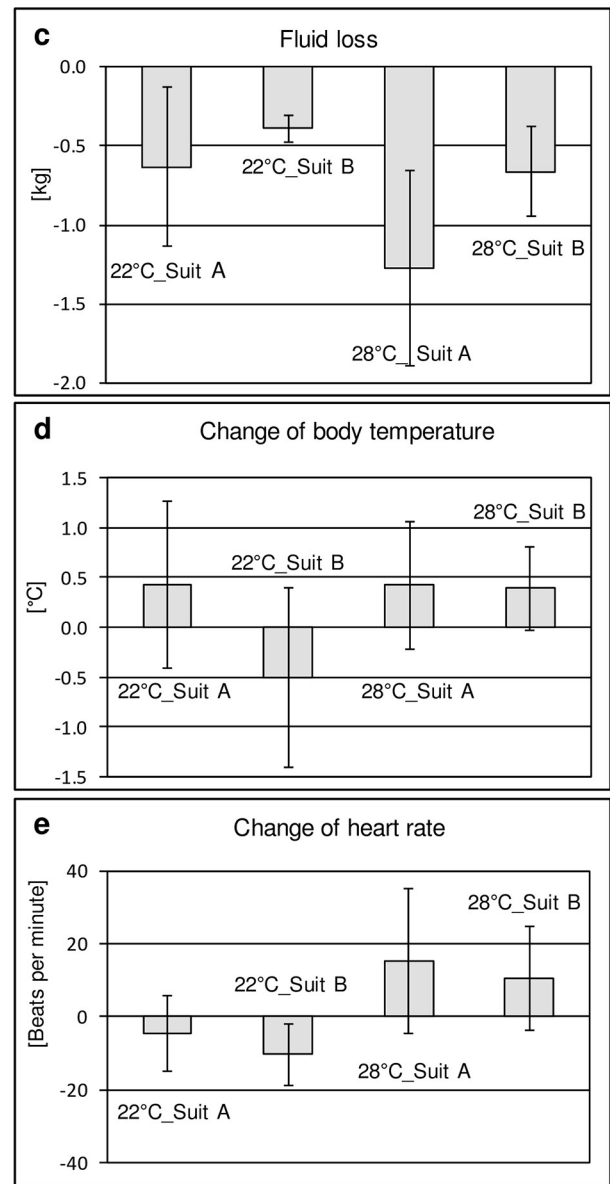 c
Fluid loss
0.0
-0.5
-1.0
-1.5
-2.0
[kg]
22°C_Suit A
22°C_Suit B
28°C_ Suit A
28°C_Suit B
d
Change of body temperature
1.5
1.0
0.5
0.0
-0.5
-1.0
-1.5
[°C]
22°C_Suit A
22°C_Suit B
28°C_Suit A
28°C_Suit B
e
Change of heart rate
40
20
0
-20
-40
[Beats per minute]
22°C_Suit A
22°C_Suit B
28°C_Suit A
28°C_Suit B